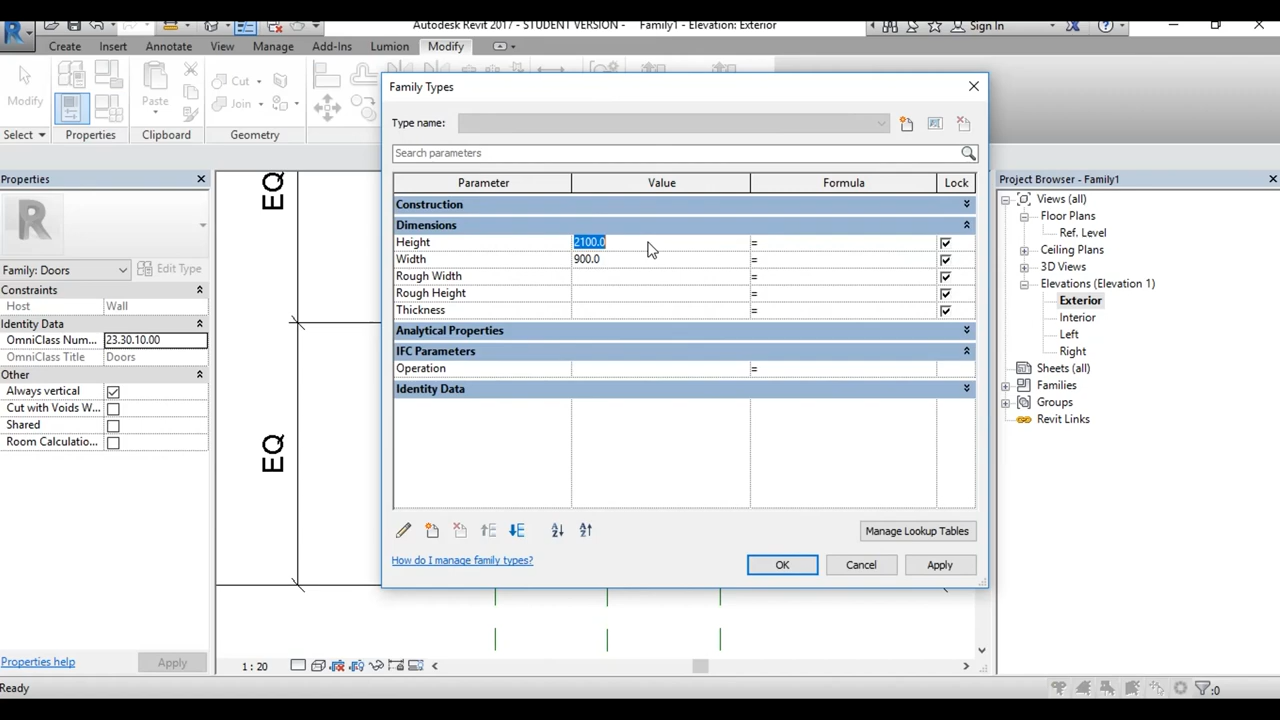 Autodesk Revit 2017 - STUDENT VERSION - Family1 - Elevation: Exterior
Sign In
Create Insert Annotate View Manage Add-Ins Lumion Modify
Modify
Paste
Cut
Join
Select Properties Clipboard Geometry
Properties
Family: Doors Edit Type
Constraints
Host Wall
Identity Data
OmniClass Num... 23.30.10.00
OmniClass Title Doors
Other
Always vertical
Cut with Voids W...
Shared
Room Calculatio...
Properties help Apply
Ready
EQ
EQ
1 : 20
Family Types
Type name:
Search parameters
Parameter Value Formula Lock
Construction
Dimensions
Height 2100.0 =
Width 900.0 =
Rough Width =
Rough Height =
Thickness =
Analytical Properties
IFC Parameters
Operation =
Identity Data
Manage Lookup Tables
How do I manage family types?
OK Cancel Apply
Project Browser - Family1
Views (all)
Floor Plans
Ref. Level
Ceiling Plans
3D Views
Elevations (Elevation 1)
Exterior
Interior
Left
Right
Sheets (all)
Families
Groups
Revit Links
:0